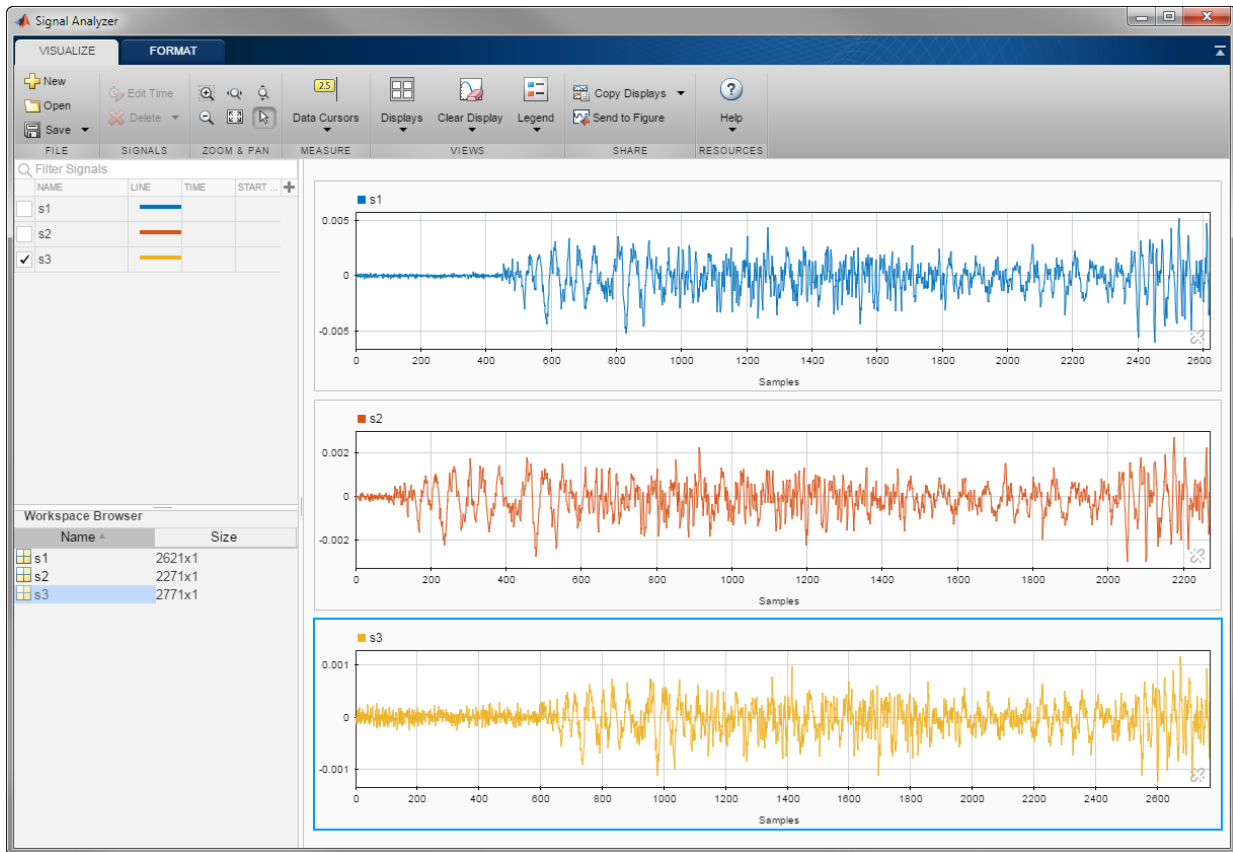 Signal Analyzer
VISUALIZE FORMAT
New
Open
Save
Edit Time
Delete
2.5
Data Cursors
Displays
Clear Display
Legend
Copy Displays
Send to Figure
?
Help
FILE SIGNALS ZOOM & PAN MEASURE VIEWS SHARE RESOURCES
Filter Signals
NAME LINE TIME START ...
s1
s2
s3
Workspace Browser
Name Size
s1 2621x1
s2 2271x1
s3 2771x1
s1
0.005
0
-0.005
0 200 400 600 800 1000 1200 1400 1600 1800 2000 2200 2400 2600
Samples
s2
0.002
0
-0.002
0 200 400 600 800 1000 1200 1400 1600 1800 2000 2200
Samples
s3
0.001
0
-0.001
0 200 400 600 800 1000 1200 1400 1600 1800 2000 2200 2400 2600
Samples